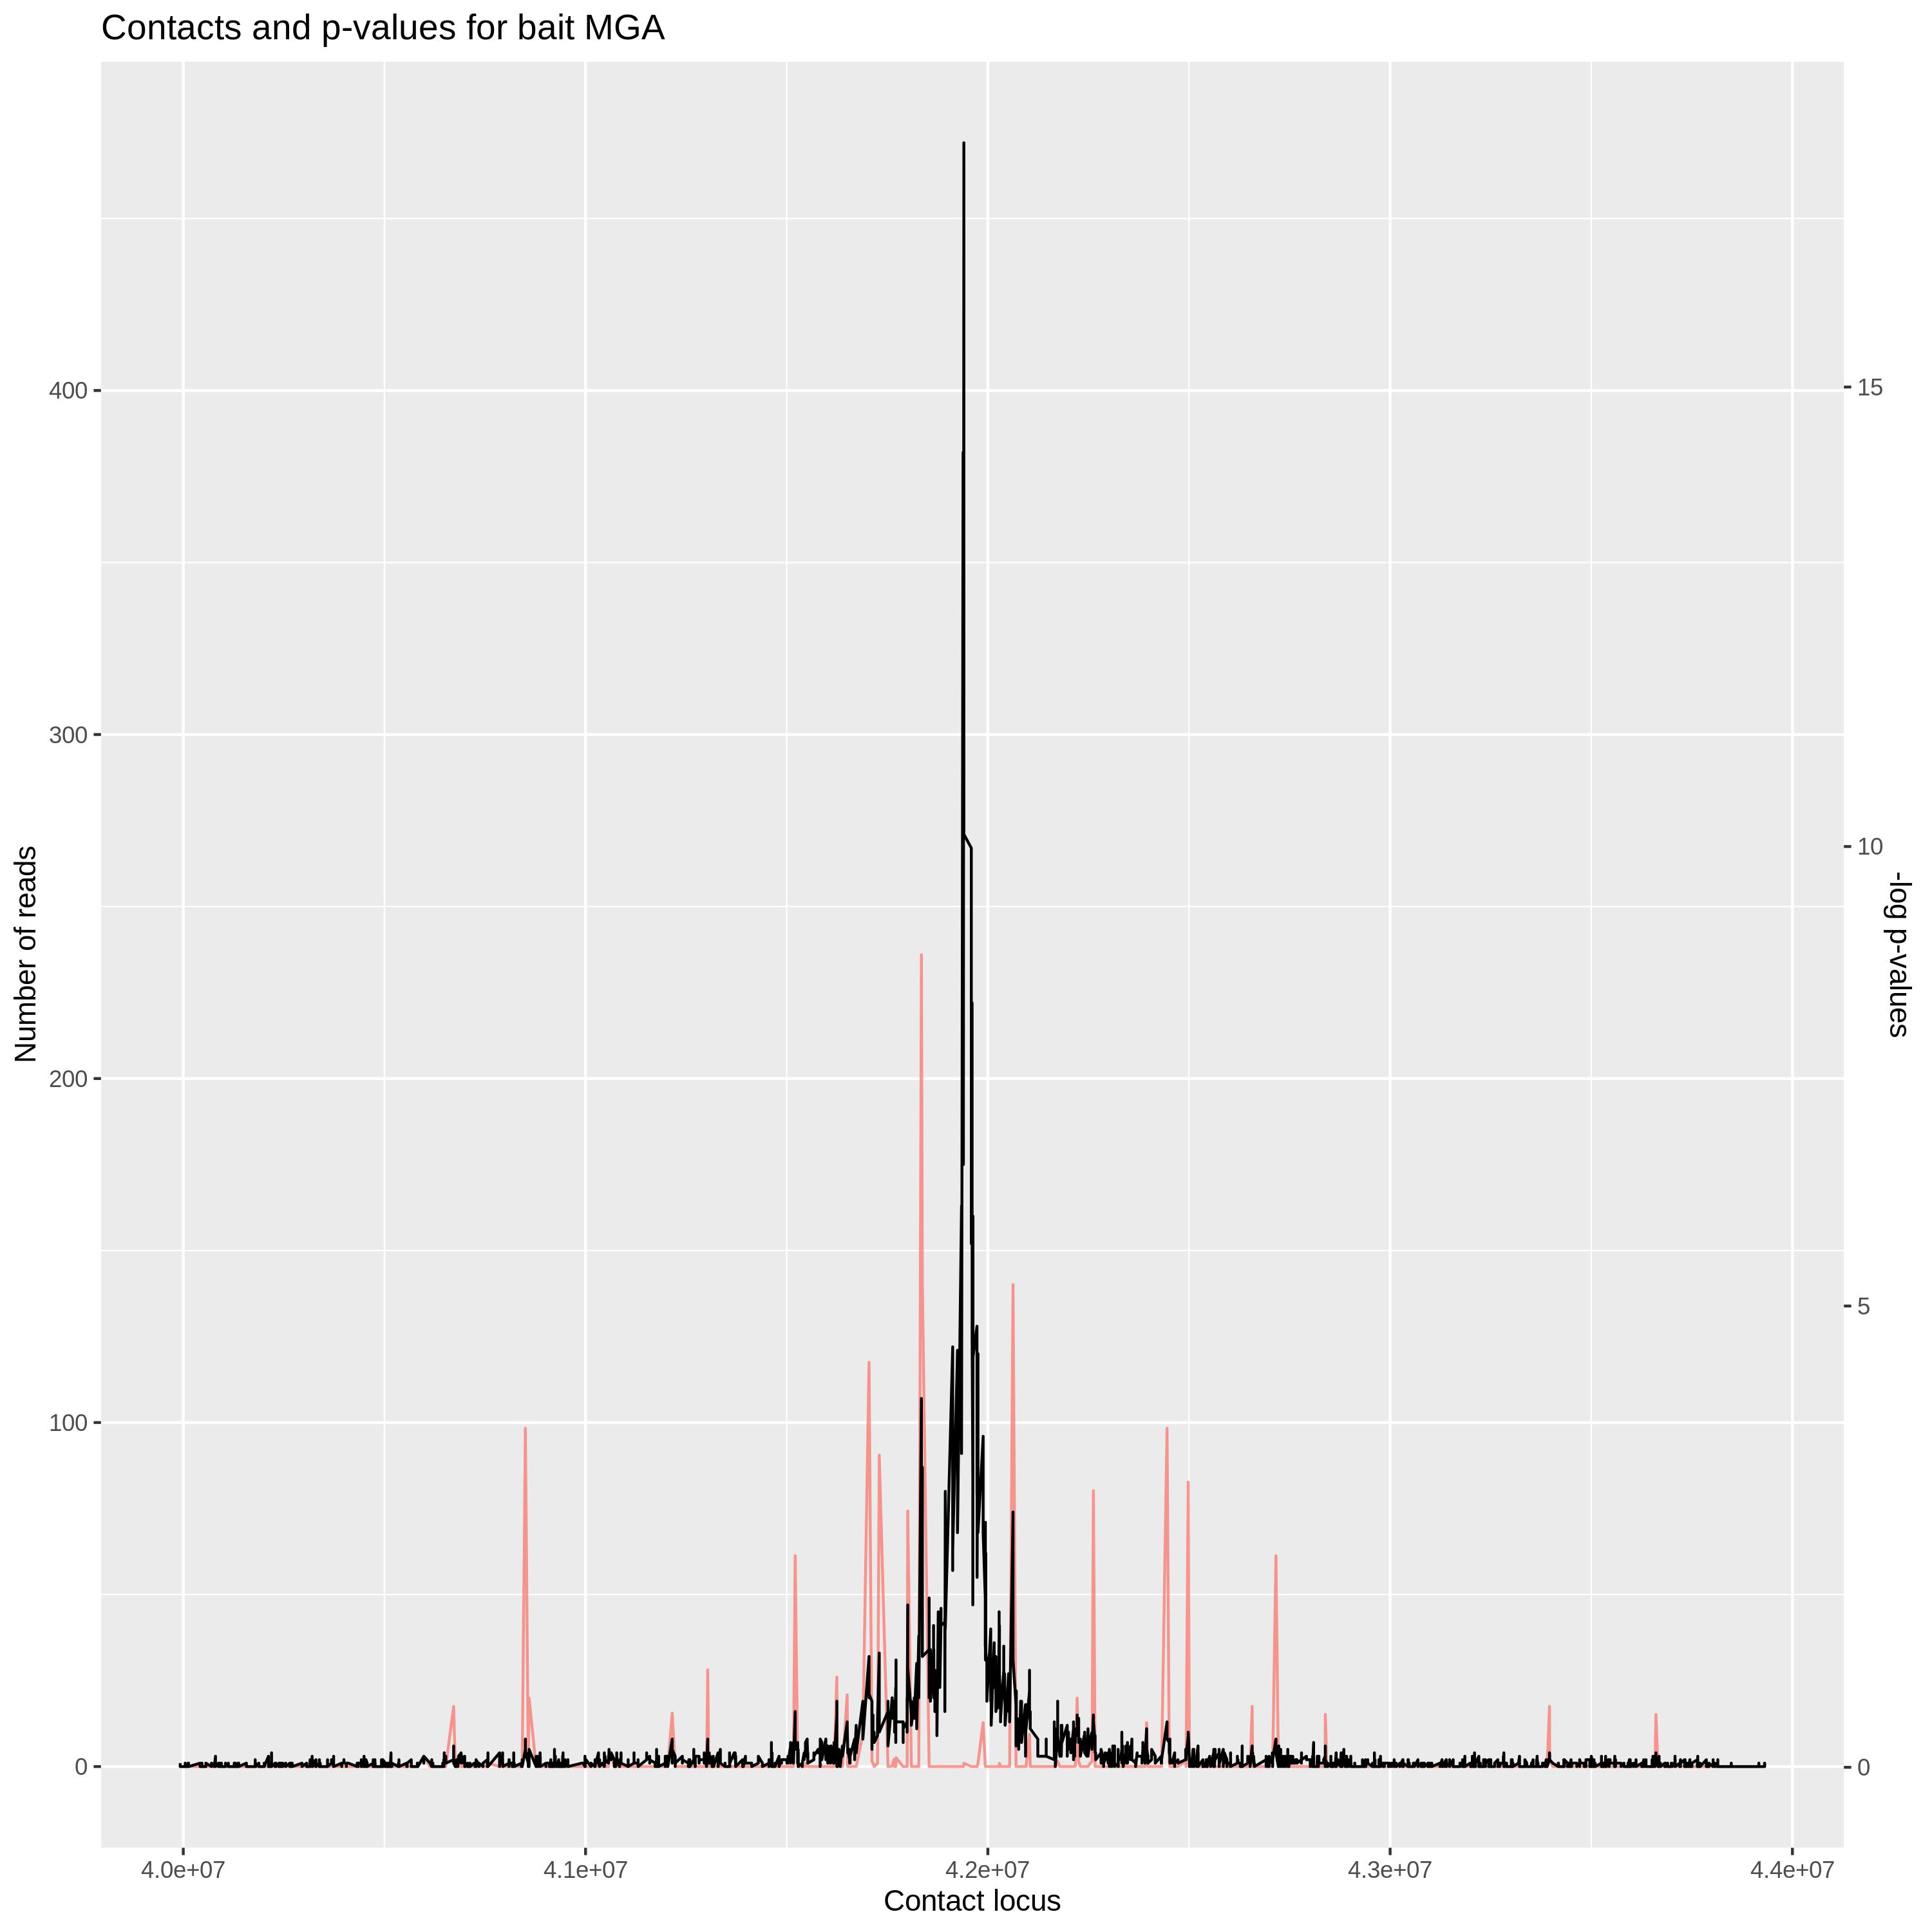 Contacts and p-values for bait MGA
Number of reads
400
300
200
100
0
15
10
5
0
-log p-values
4.0e+07
4.1e+07
4.2e+07
4.3e+07
4.4e+07
Contact locus